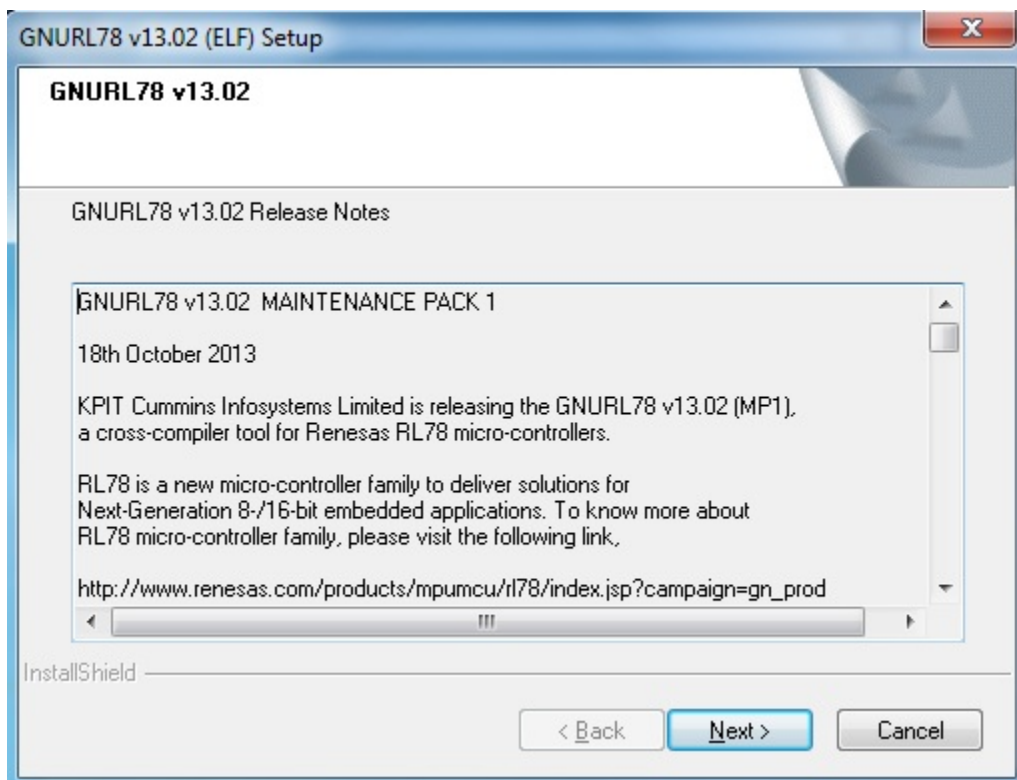 GNURL78 v13.02 (ELF) Setup
GNURL78 v13.02
GNURL78 v13.02 Release Notes
GNURL78 v13.02  MAINTENANCE PACK 1
18th October 2013
KPIT Cummins Infosystems Limited is releasing the GNURL78 v13.02 (MP1),
a cross-compiler tool for Renesas RL78 micro-controllers.
RL78 is a new micro-controller family to deliver solutions for
Next-Generation 8-/16-bit embedded applications. To know more about
RL78 micro-controller family, please visit the following link,
http://www.renesas.com/products/mpumcu/rl78/index.jsp?campaign=gn_prod
InstallShield
< Back
Next >
Cancel